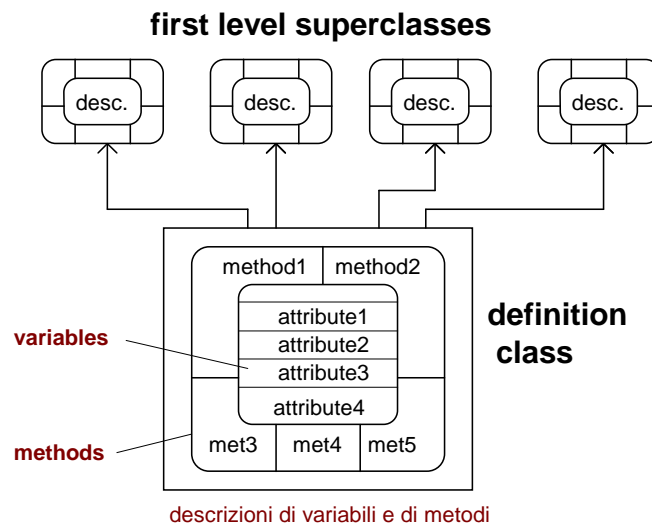 first level superclasses
desc. desc. desc. desc.
method1 method2
attribute1
attribute2
attribute3
attribute4
met3 met4 met5
variables
methods
definition
class
descrizioni di variabili e di metodi